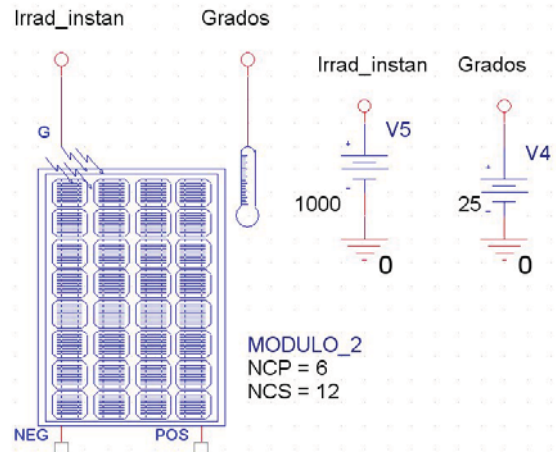 Irrad_instan
Grados
G
NEG
POS
MODULO_2
NCP = 6
NCS = 12
Irrad_instan
V5
1000
0
Grados
V4
25
0